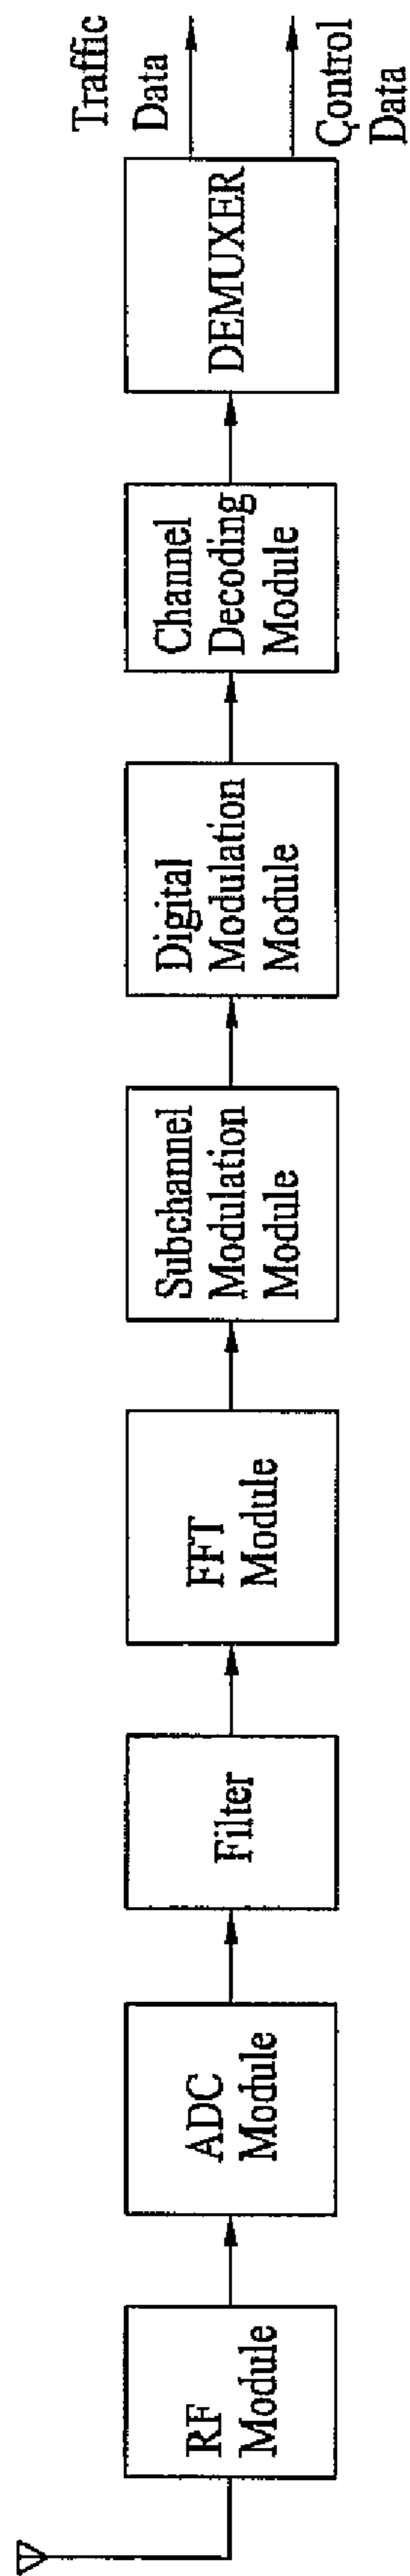 RF
Module
ADC
Module
Filter
FFT
Module
Subchannel
Modulation
Module
Digital
Modulation
Module
Channel
Decoding
Module
DEMUXER
Traffic
Data
Control
Data